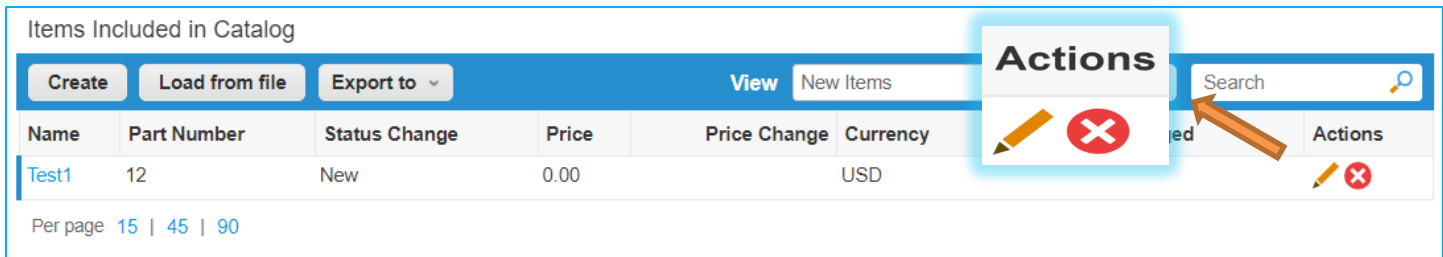 Items Included in Catalog
Create Load from file Export to View New Items Search
Actions
Name Part Number Status Change Price Price Change Currency Actions
Test1 12 New 0.00 USD
Per page 15 | 45 | 90